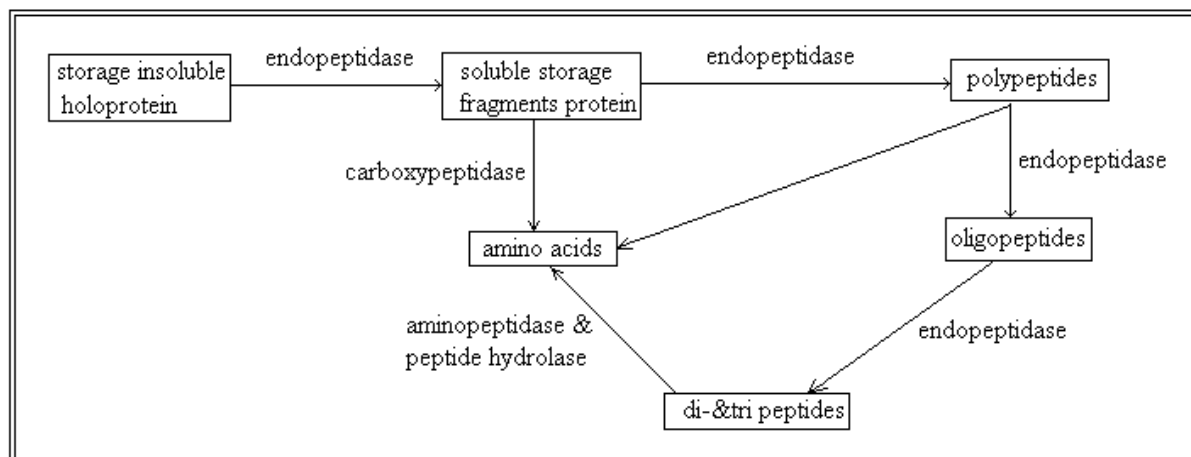 storage insoluble
holoprotein
endopeptidase
soluble storage
fragments protein
endopeptidase
polypeptides
carboxypeptidase
endopeptidase
amino acids
oligopeptides
aminopeptidase &
peptide hydrolase
endopeptidase
di-&tri peptides